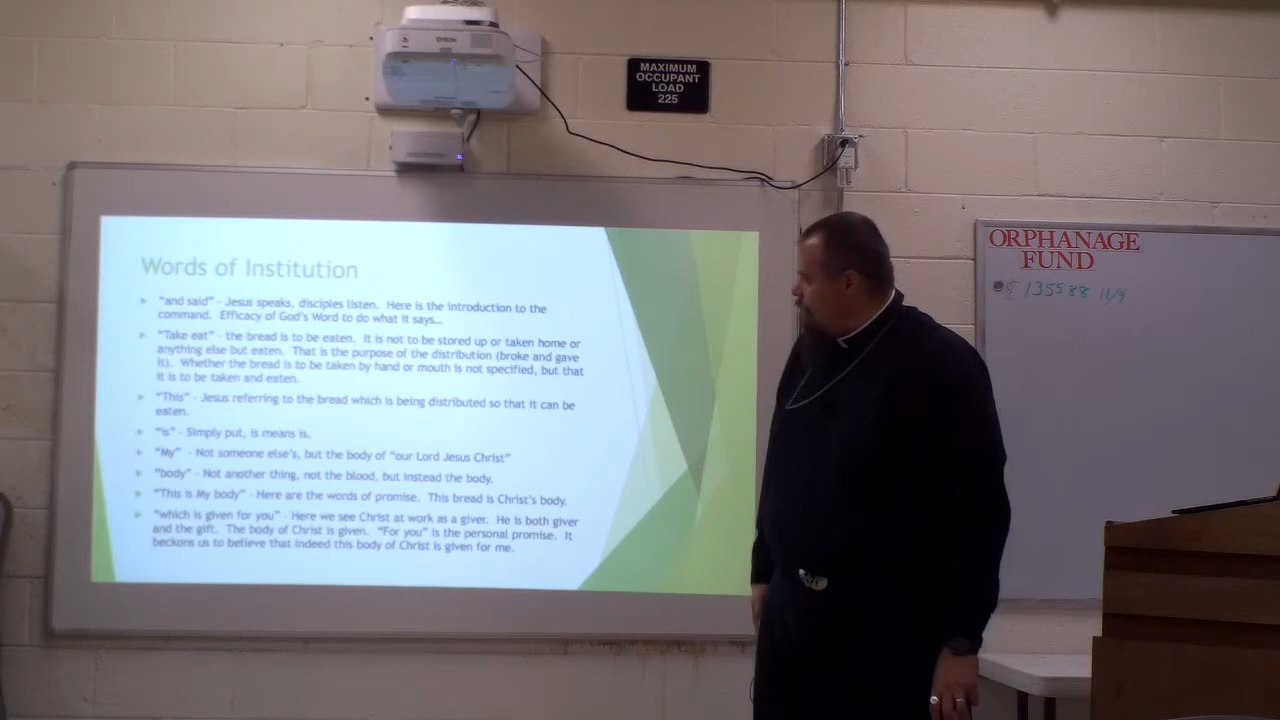 EPSON
MAXIMUM
OCCUPANT
LOAD
225
ORPHANAGE
FUND
135588 11/9
Words of Institution
"and said" - Jesus speaks, disciples listen. Here is the introduction to the
command. Efficacy of God's Word to do what it says...
"Take eat" - the bread is to be eaten. It is not to be stored up or taken home or
anything else but eaten. That is the purpose of the distribution (broke and gave
it). Whether the bread is to be taken by hand or mouth is not specified, but that
it is to be taken and eaten.
"This" - Jesus referring to the bread which is being distributed so that it can be
eaten.
"is" - Simply put, is means is.
"My" - Not someone else's, but the body of "our Lord Jesus Christ"
"body" - Not another thing, not the blood, but instead the body.
"This is My body" - Here are the words of promise. This bread is Christ's body.
"which is given for you" - Here we see Christ at work as a giver. He is both giver
and the gift. The body of Christ is given. "For you" is the personal promise. It
beckons us to believe that indeed this body of Christ is given for me.